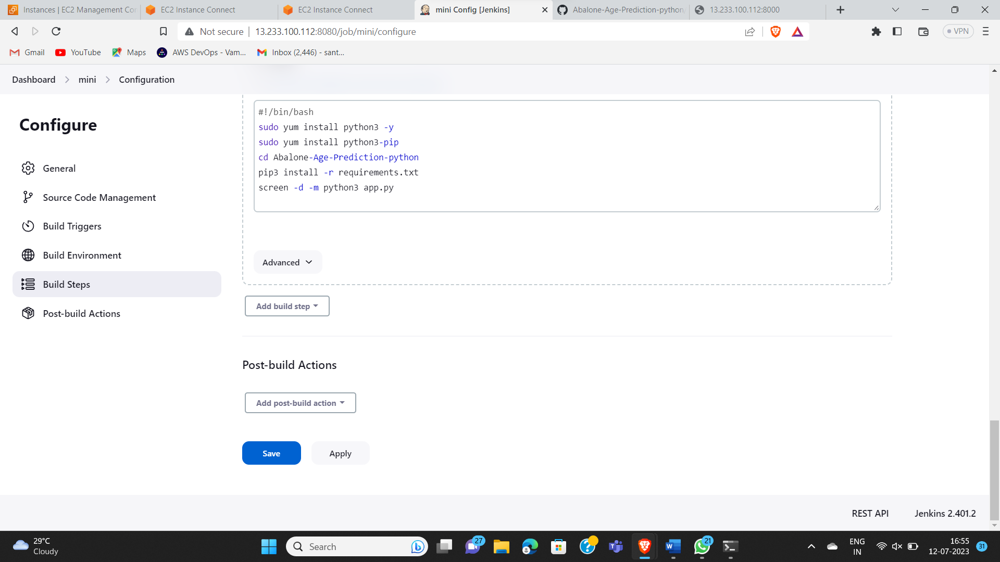 Instances | EC2 Management Con
EC2 Instance Connect
EC2 Instance Connect
mini Config [Jenkins]
Abalone-Age-Prediction-python
13.233.100.112:8000
Not secure
13.233.100.112:8080/job/mini/configure
VPN
Gmail
YouTube
Maps
AWS DevOps - Vam...
Inbox (2,446) - sant...
Dashboard
mini
Configuration
Configure
General
Source Code Management
Build Triggers
Build Environment
Build Steps
Post-build Actions
#!/bin/bash
sudo yum install python3 -y
sudo yum install python3-pip
cd Abalone-Age-Prediction-python
pip3 install -r requirements.txt
screen -d -m python3 app.py
Advanced
Add build step
Post-build Actions
Add post-build action
Save
Apply
REST API
Jenkins 2.401.2
29°C
Cloudy
Search
27
21
ENG
IN
16:55
12-07-2023
31